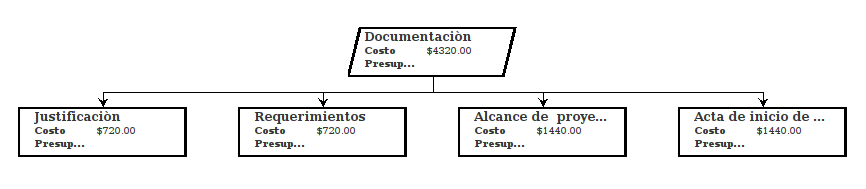 Documentaciòn
Costo $4320.00
Presup...
Justificaciòn
Costo $720.00
Presup...
Requerimientos
Costo $720.00
Presup...
Alcance de proye...
Costo $1440.00
Presup...
Acta de inicio de ...
Costo $1440.00
Presup...